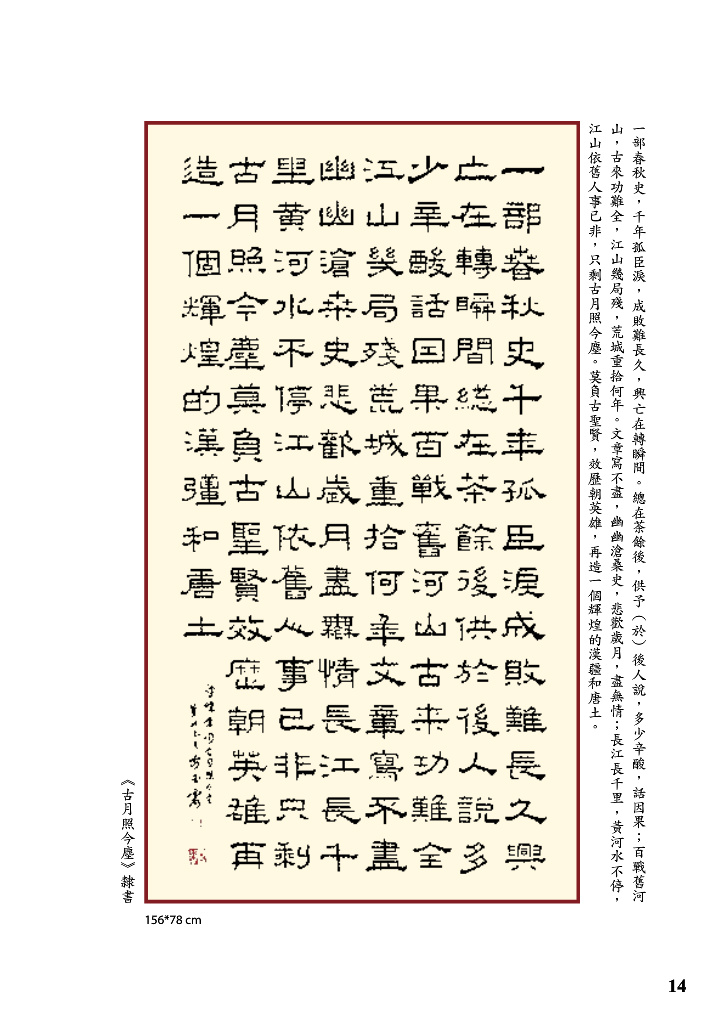 一部春秋史，千年孤臣淚，成敗難長久，興亡在轉瞬間。總在茶餘後，供予（於）後人說，多少辛酸，話因果；百戰舊河
山，古來功難全，江山幾局殘，荒城重拾何年。文章寫不盡，幽幽滄桑史，悲歡歲月，盡無情；長江長千里，黃河水不停，
江山依舊人事已非，只剩古月照今塵。莫負古聖賢，效歷朝英雄，再造一個輝煌的漢疆和唐土。
一部春秋史千年孤臣淚成敗難長久興
亡在轉瞬間總在茶餘後供於後人說多
少辛酸話因果百戰舊河山古来功難全
江山幾局殘荒城重拾何年文章寫不盡
幽幽滄桑史悲歡歲月盡無情長江長千
里黃河水不停江山依舊人事已非只剩
古月照今塵莫負古聖賢效歷朝英雄再
造一個輝煌的漢疆和唐土
《古月照今塵》隸書
156*78 cm
14